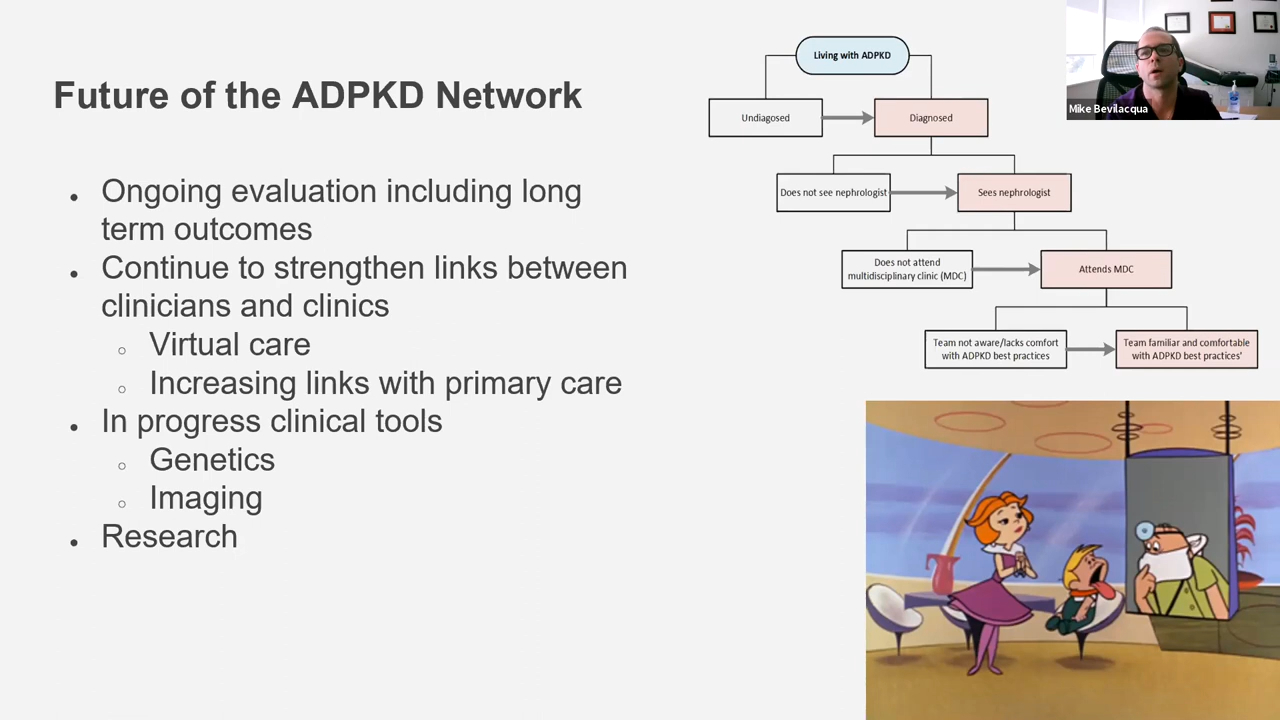 Future of the ADPKD Network
• Ongoing evaluation including long
term outcomes
• Continue to strengthen links between
clinicians and clinics
○ Virtual care
○ Increasing links with primary care
• In progress clinical tools
○ Genetics
○ Imaging
• Research
Living with ADPKD
Undiagosed
Diagnosed
Does not see nephrologist
Sees nephrologist
Does not attend
multidisciplinary clinic (MDC)
Attends MDC
Team not aware/lacks comfort
with ADPKD best practices
Team familiar and comfortable
with ADPKD best practices'
Mike Bevilacqua